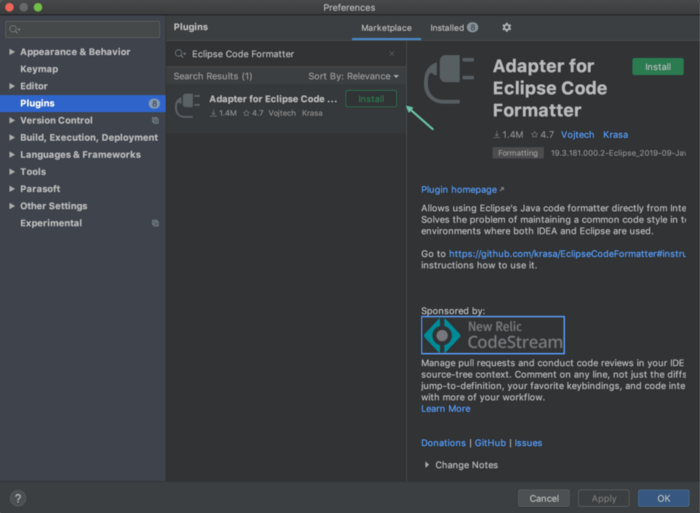 Preferences
Plugins
Marketplace
Installed 8
Appearance & Behavior
Keymap
Editor
Plugins 8
Version Control
Build, Execution, Deployment
Languages & Frameworks
Tools
Parasoft
Other Settings
Experimental
Eclipse Code Formatter
Search Results (1) Sort By: Relevance
Adapter for Eclipse Code ... Install
1.4M 4.7 Vojtech Krasa
Adapter for
Eclipse Code
Formatter
Install
1.4M 4.7 Vojtech Krasa
Formatting 19.3.181.000.2-Eclipse_2019-09-Jan
Plugin homepage
Allows using Eclipse's Java code formatter directly from Inte
Solves the problem of maintaining a common code style in t
environments where both IDEA and Eclipse are used.
Go to https://github.com/krasa/EclipseCodeFormatter#instru
instructions how to use it.
Sponsored by:
New Relic
CodeStream
Manage pull requests and conduct code reviews in your IDE
source-tree context. Comment on any line, not just the diffs
jump-to-definition, your favorite keybindings, and code inte
with more of your workflow.
Learn More
Donations | GitHub | Issues
Change Notes
?
Cancel
Apply
OK